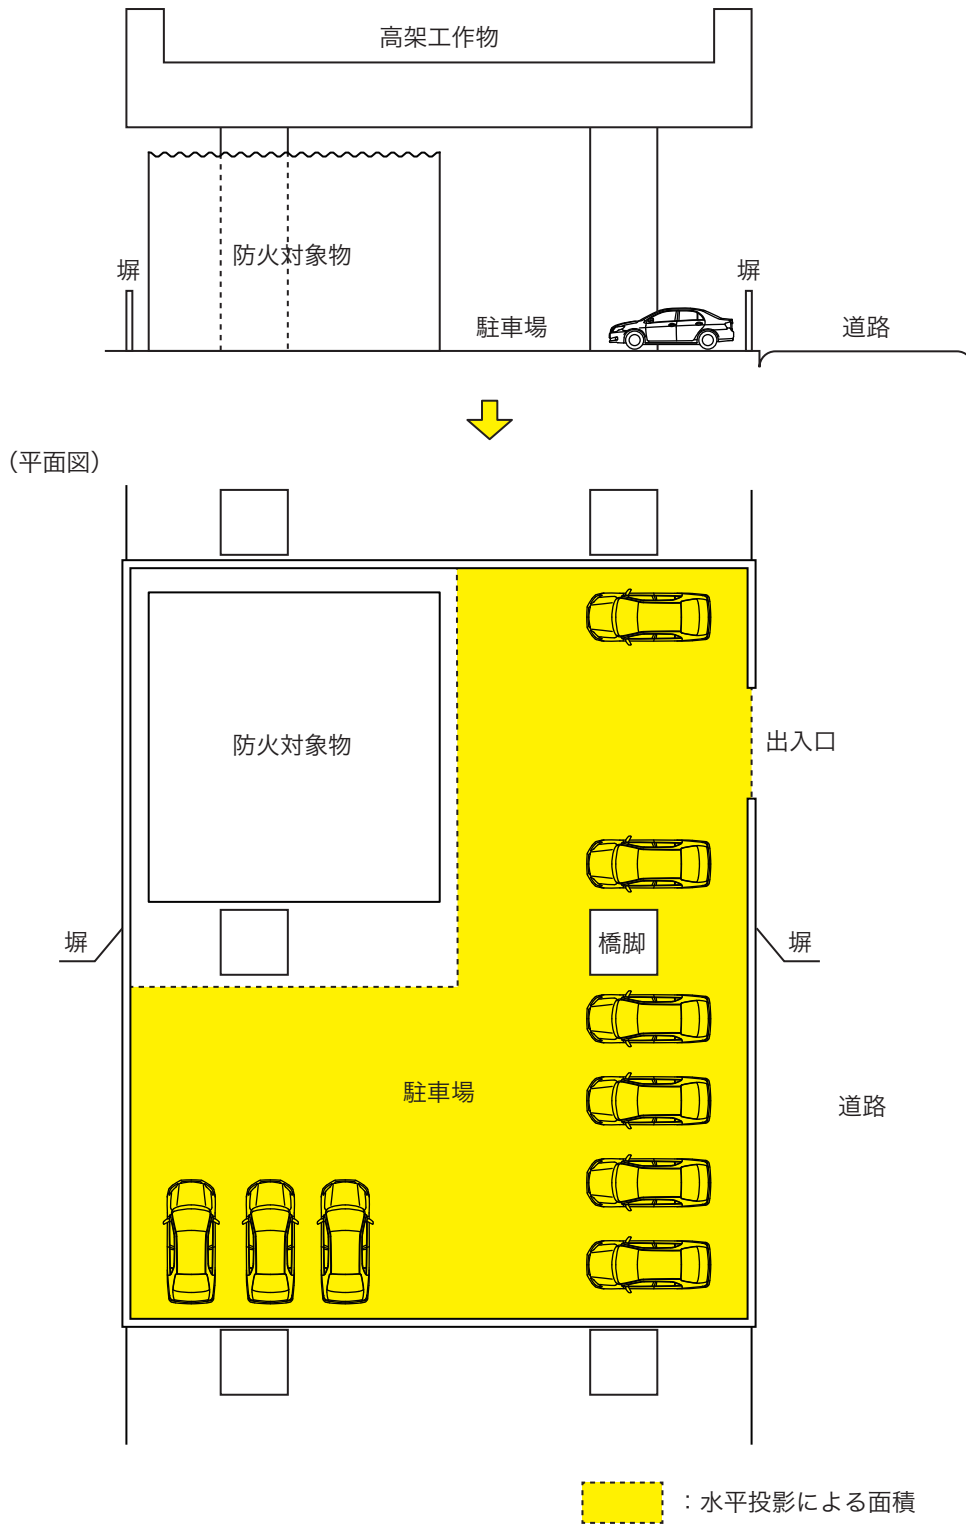 高架工作物
防火対象物
塀
塀
駐車場
道路
（平面図）
防火対象物
出入口
塀
橋脚
塀
駐車場
道路
：水平投影による面積